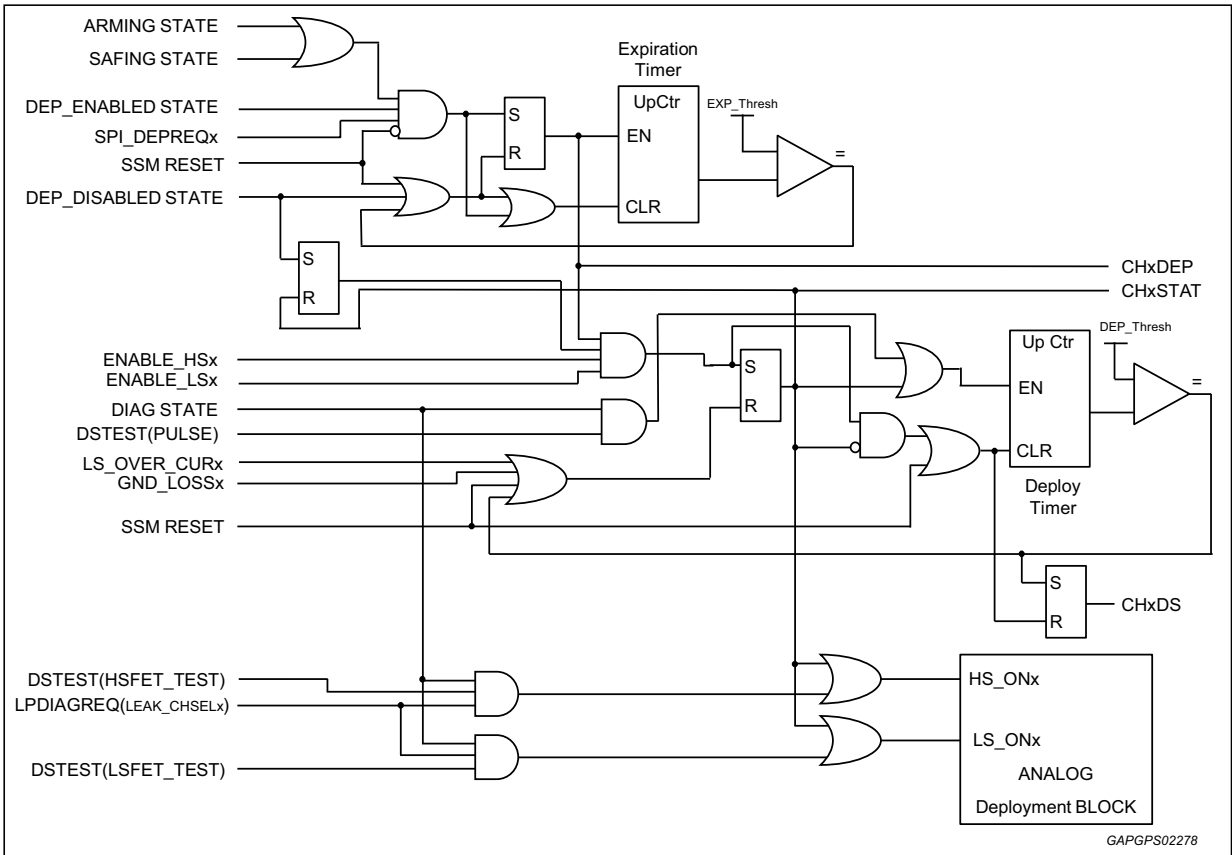 ARMING STATE
SAFING STATE
DEP_ENABLED STATE
SPI_DEPREQx
SSM RESET
DEP_DISABLED STATE
Expiration
Timer
UpCtr
EN
CLR
EXP_Thresh
=
S
R
S
R
CHxDEP
CHxSTAT
ENABLE_HSx
ENABLE_LSx
DIAG STATE
DSTEST(PULSE)
LS_OVER_CURx
GND_LOSSx
SSM RESET
S
R
Up Ctr
EN
CLR
Deploy
Timer
DEP_Thresh
=
S
R
CHxDS
DSTEST(HSFET_TEST)
LPDIAGREQ(LEAK_CHSELx)
DSTEST(LSFET_TEST)
HS_ONx
LS_ONx
ANALOG
Deployment BLOCK
GAPGPS02278